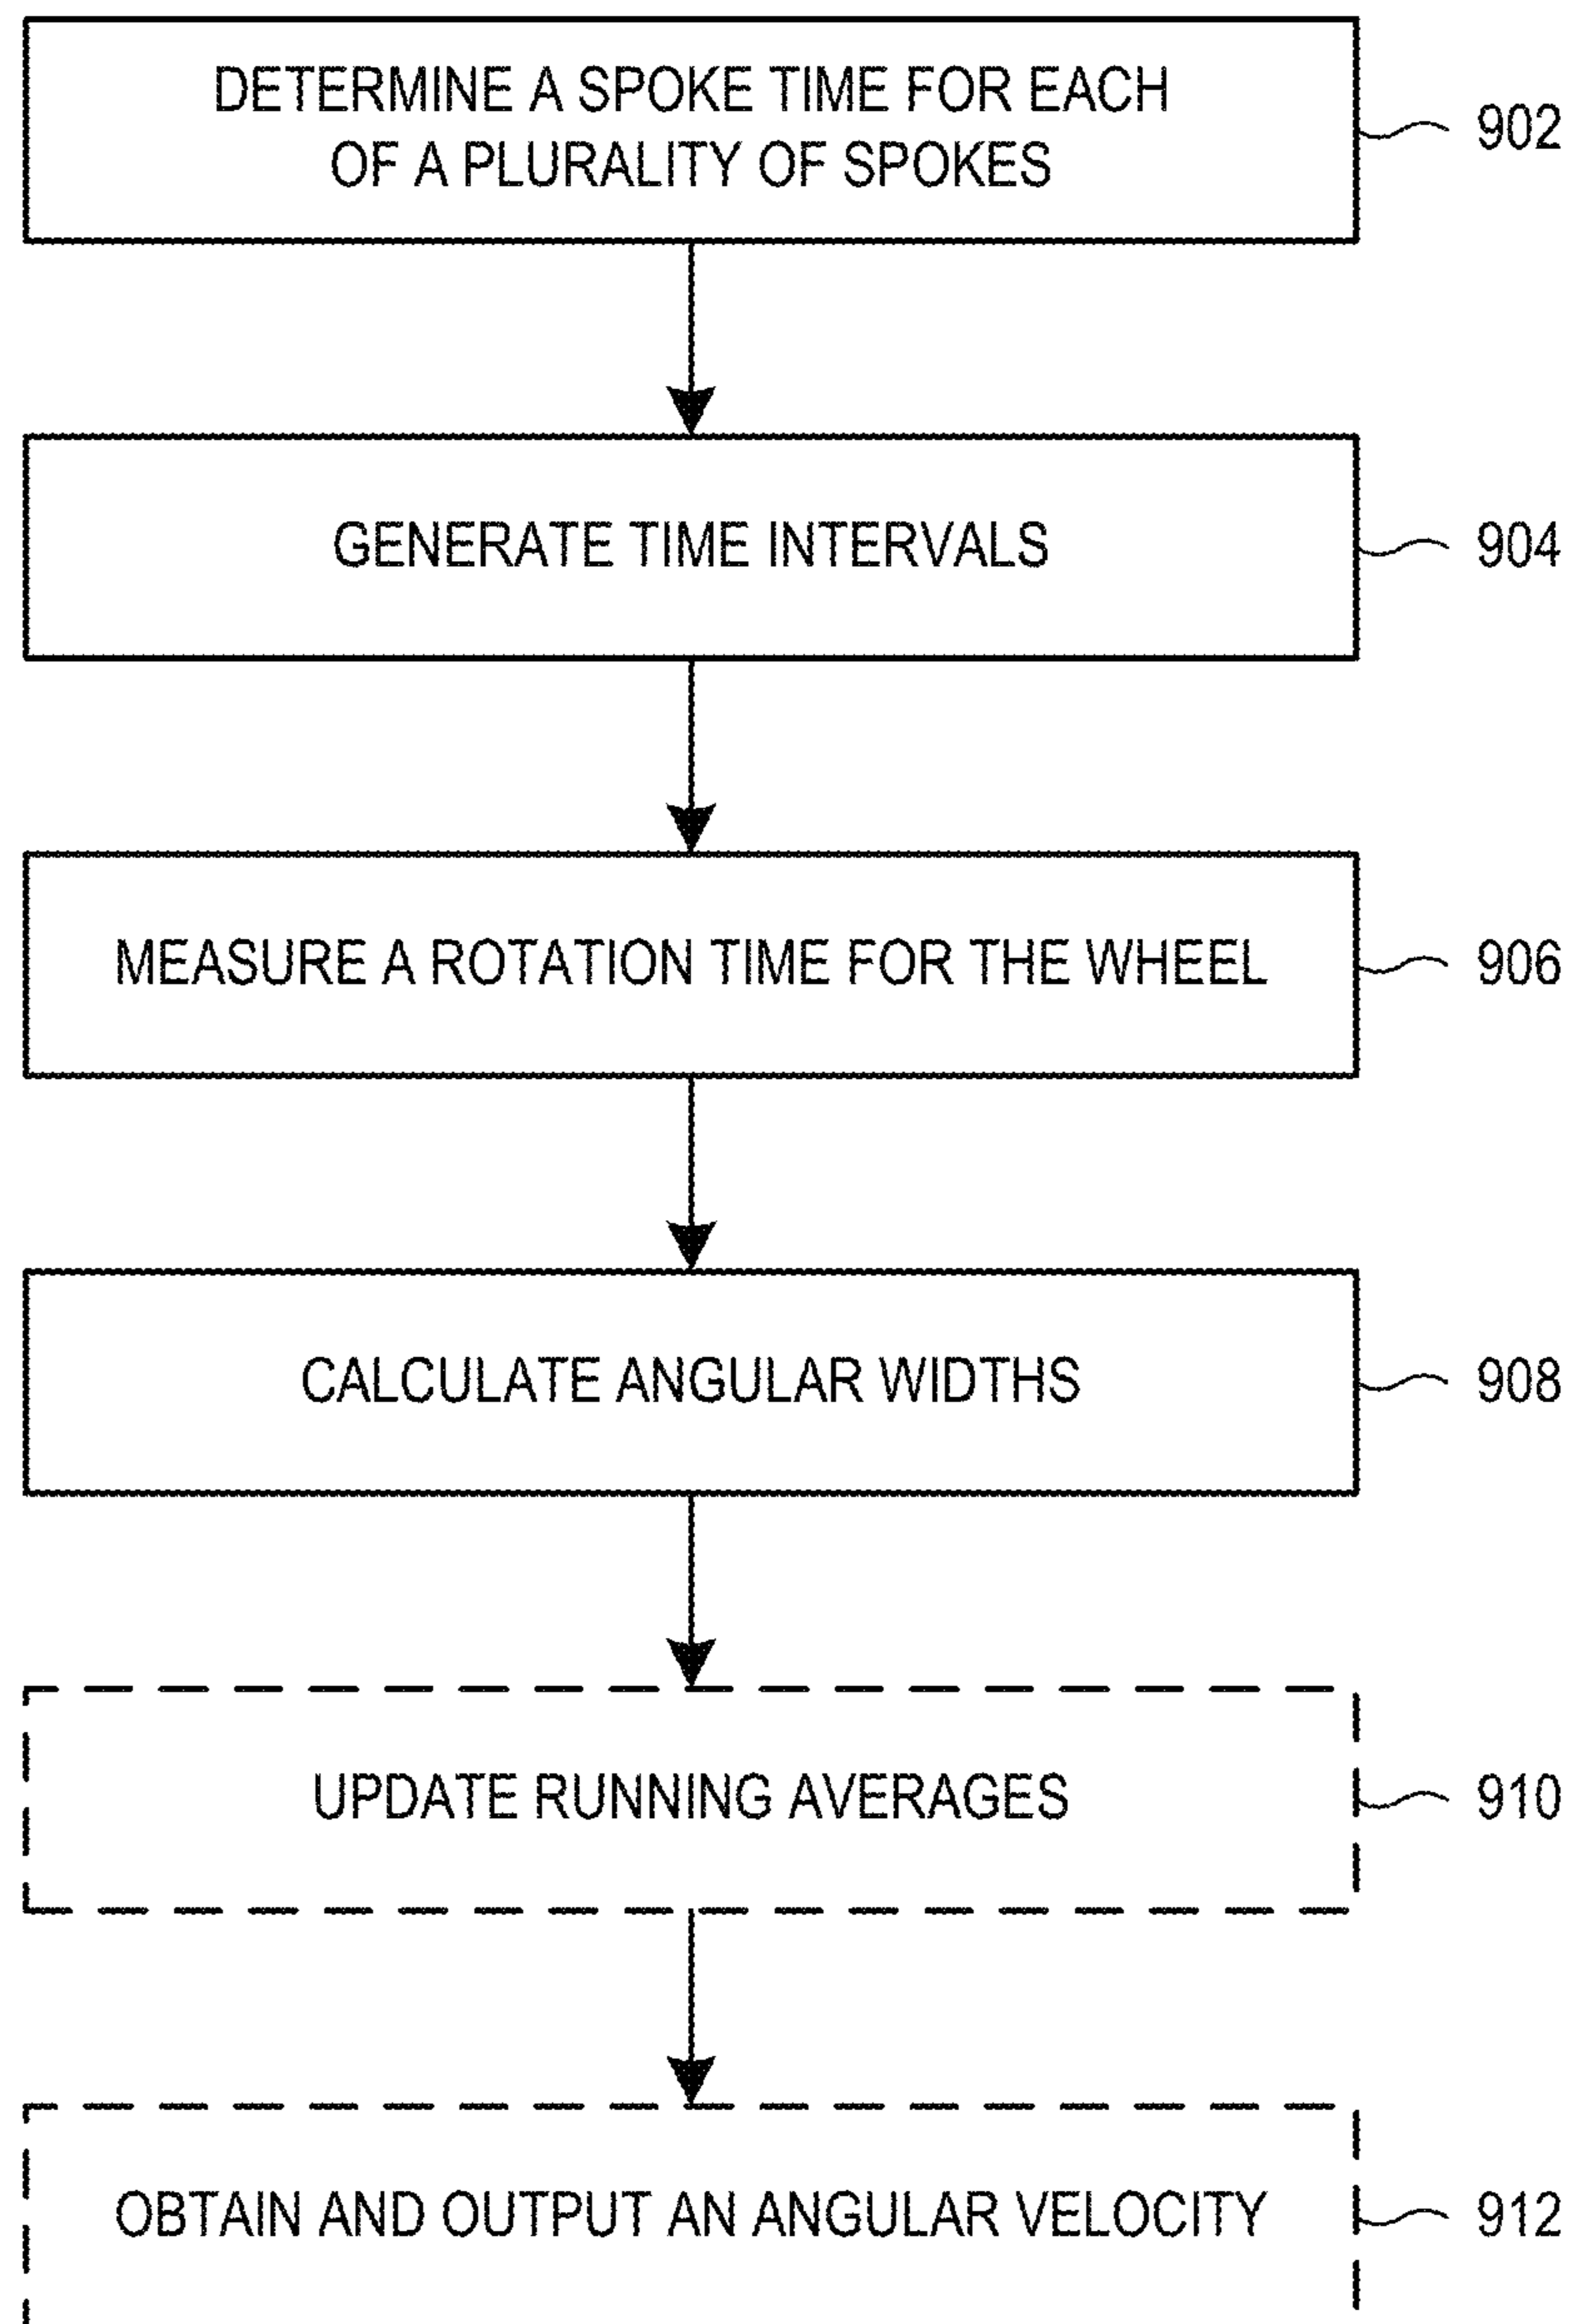 DETERMINE A SPOKE TIME FOR EACH
OF A PLURALITY OF SPOKES
902
GENERATE TIME INTERVALS
904
MEASURE A ROTATION TIME FOR THE WHEEL
906
CALCULATE ANGULAR WIDTHS
908
UPDATE RUNNING AVERAGES
910
OBTAIN AND OUTPUT AN ANGULAR VELOCITY
912